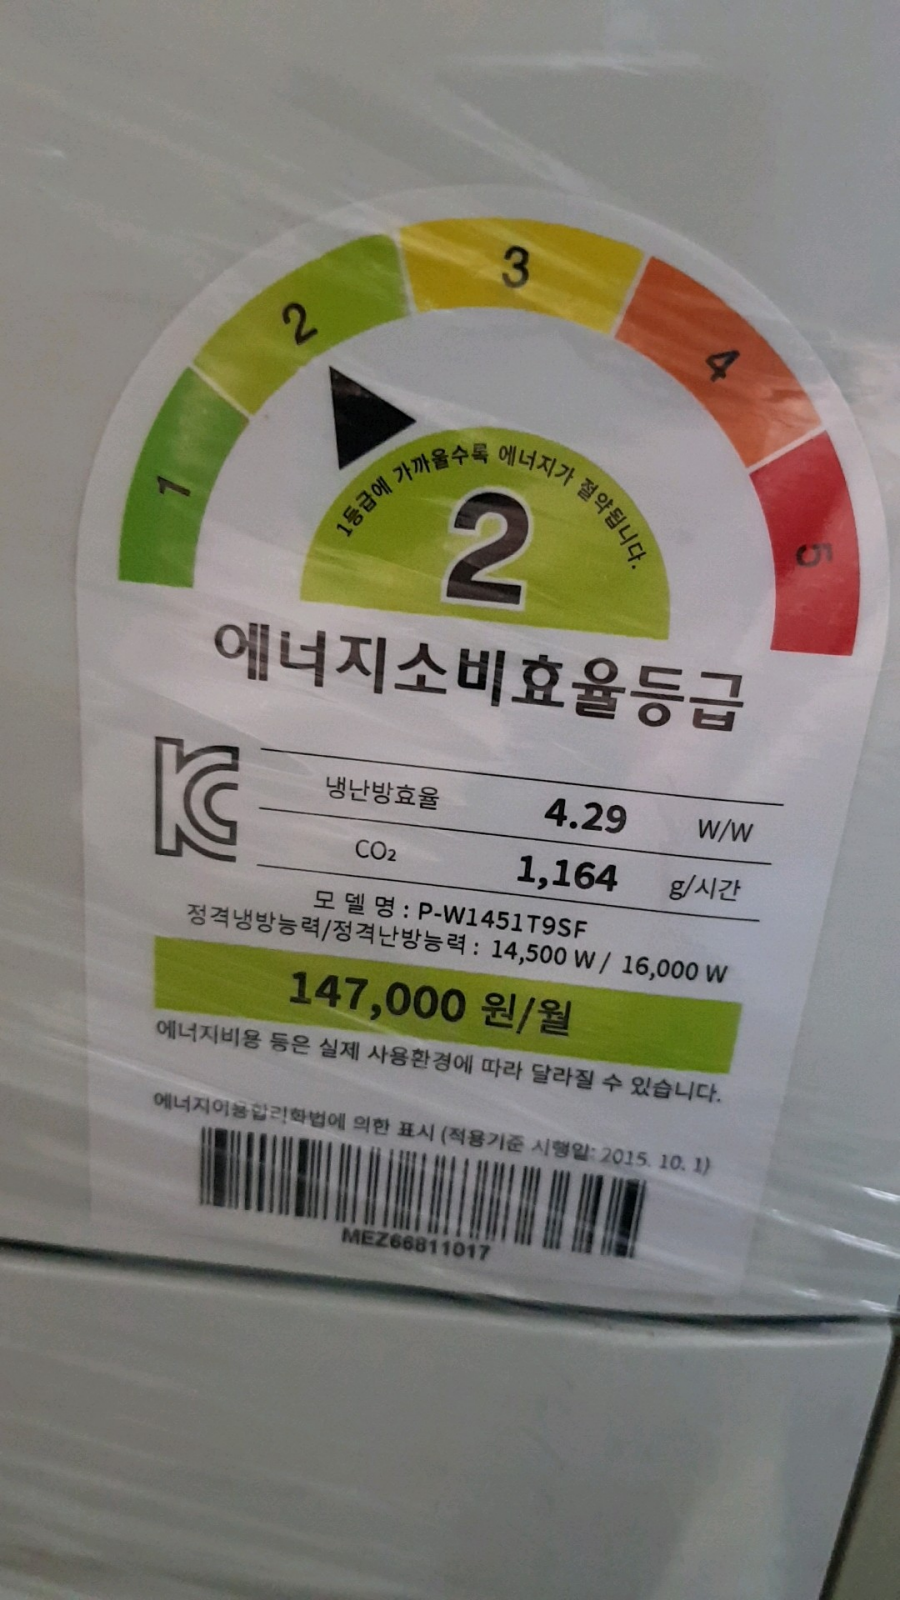 1
2
3
4
5
1등급에 가까울수록 에너지가 절약됩니다.
2
에너지소비효율등급
냉난방효율 4.29 W/W
CO₂ 1,164 g/시간
모 델 명 : P-W1451T9SF
정격냉방능력/정격난방능력 : 14,500 W / 16,000 W
147,000 원/월
에너지비용 등은 실제 사용환경에 따라 달라질 수 있습니다.
에너지이용합리화법에 의한 표시 (적용기준 시행일: 2015. 10. 1)
MEZ66811017